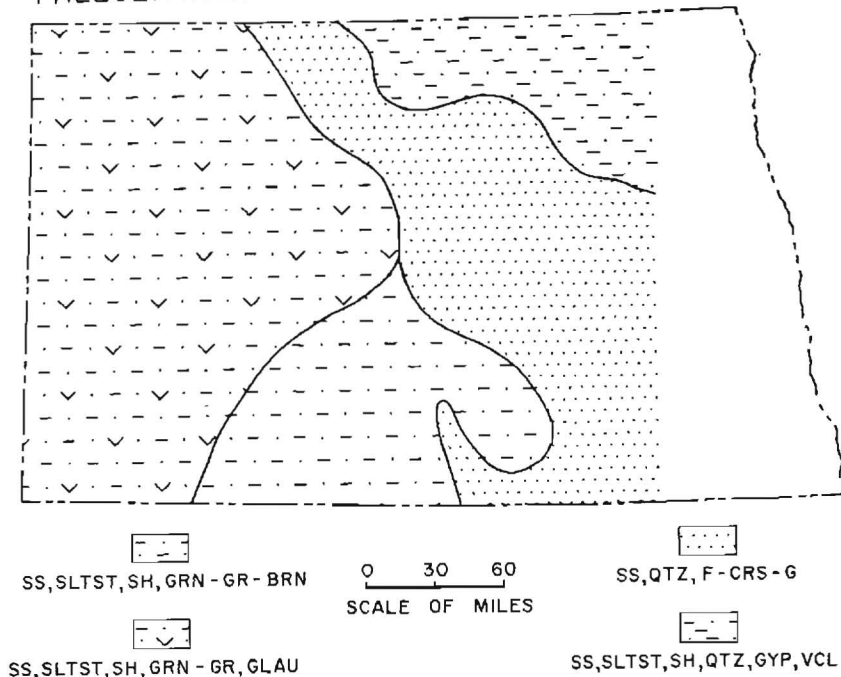 SS,SLTST,SH,GRN-GR-BRN
SS,QTZ,F-CRS-G
0 30 60
SCALE OF MILES
SS,SLTST,SH,GRN-GR,GLAU
SS,SLTST,SH,QTZ,GYP,VCL